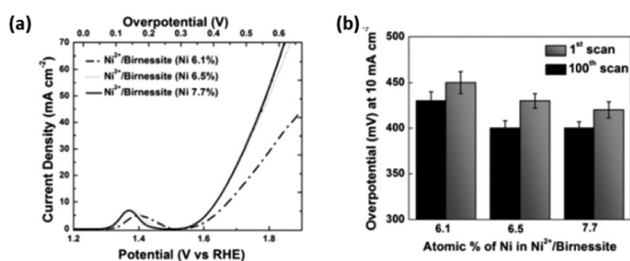 (a)
Overpotential (V)
0.0 0.1 0.2 0.3 0.4 0.5 0.6
Current Density (mA cm⁻²)
70
60
50
40
30
20
10
5
0
Ni²⁺/Birnessite (Ni 6.1%)
Ni²⁺/Birnessite (Ni 6.5%)
Ni²⁺/Birnessite (Ni 7.7%)
1.2 1.4 1.6 1.8
Potential (V vs RHE)
(b)
Overpotential (mV) at 10 mA cm⁻²
450
400
350
300
1ˢᵗ scan
100ᵗʰ scan
6.1 6.5 7.7
Atomic % of Ni in Ni²⁺/Birnessite